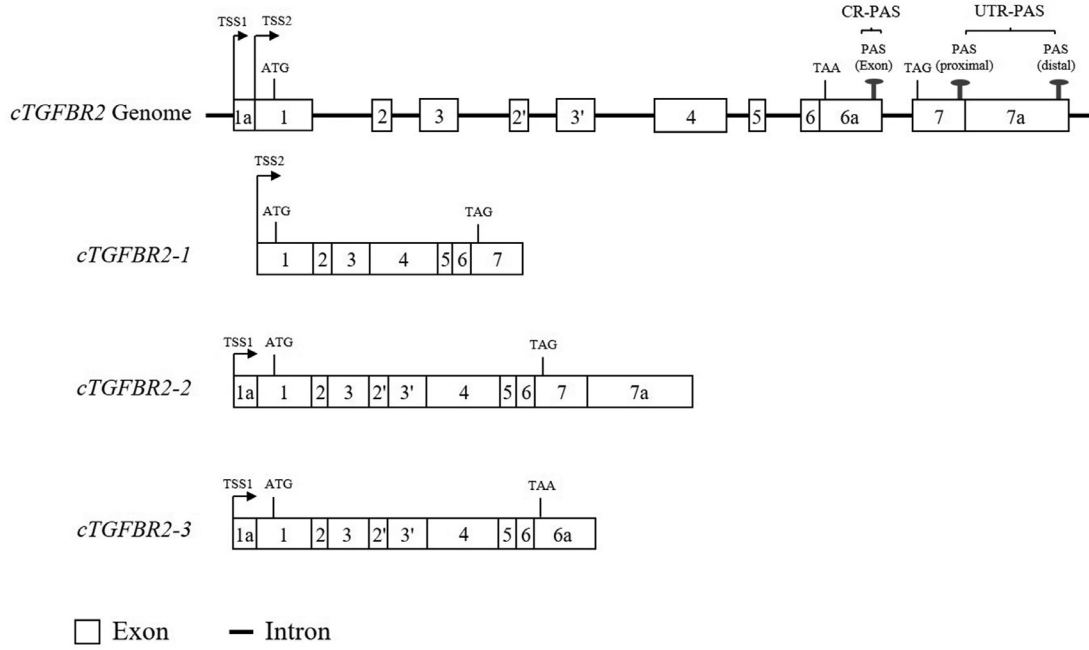 CR-PAS UTR-PAS
TSS1 TSS2
PAS (Exon) PAS (proximal) PAS (distal)
ATG TAA TAG
cTGFBR2 Genome 1a 1 2 3 2' 3' 4 5 6 6a 7 7a
TSS2
ATG TAG
cTGFBR2-1 1 2 3 4 5 6 7
TSS1 ATG TAG
cTGFBR2-2 1a 1 2 3 2' 3' 4 5 6 7 7a
TSS1 ATG TAA
cTGFBR2-3 1a 1 2 3 2' 3' 4 5 6 6a
Exon Intron